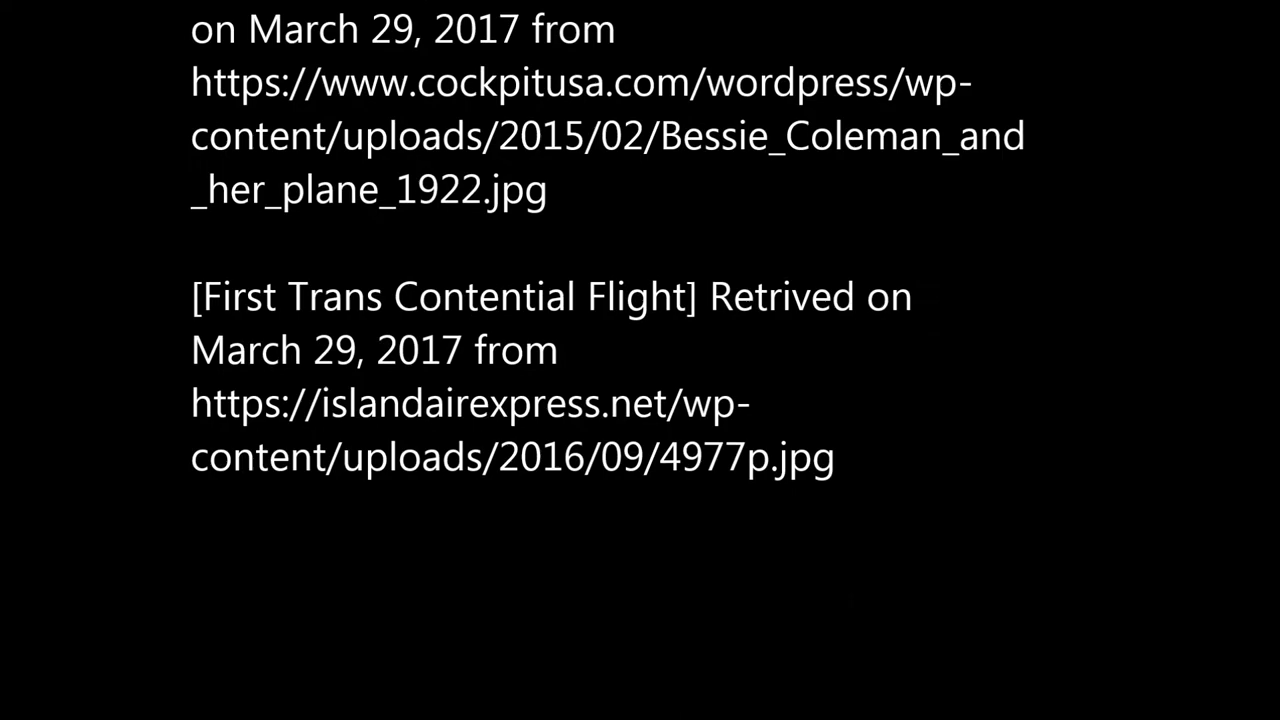 on March 29, 2017 from
https://www.cockpitusa.com/wordpress/wp-
content/uploads/2015/02/Bessie_Coleman_and
_her_plane_1922.jpg
[First Trans Contential Flight] Retrived on
March 29, 2017 from
https://islandairexpress.net/wp-
content/uploads/2016/09/4977p.jpg